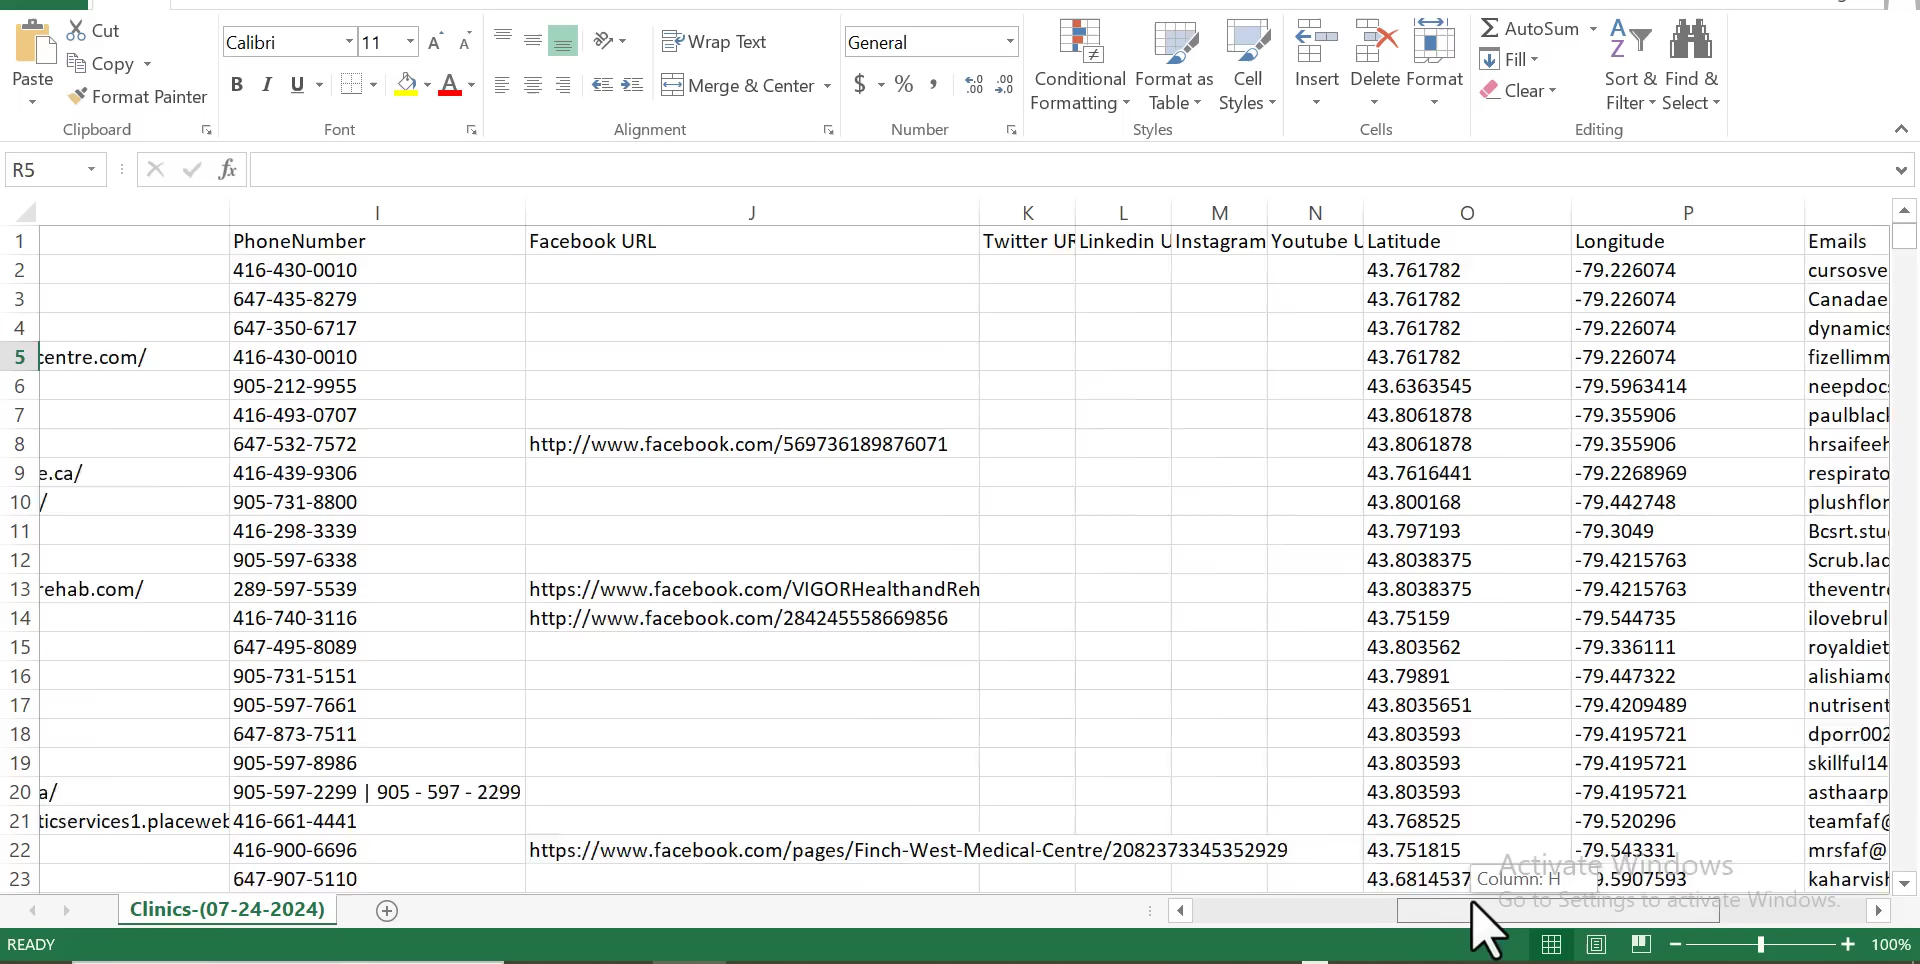 Cut
Copy
Format Painter
Paste
Clipboard
Calibri
11
A A
B I U A
Font
Wrap Text
Merge & Center
Alignment
General
$ % , .0 .00
Number
Conditional Formatting
Format as Table
Cell Styles
Styles
Insert Delete Format
Cells
AutoSum
Fill
Clear
Sort & Filter
Find & Select
Editing
R5 fx
I J K L M N O P
1 PhoneNumber Facebook URL Twitter UR Linkedin U Instagram Youtube U Latitude Longitude Emails
2 416-430-0010 43.761782 -79.226074 cursosve
3 647-435-8279 43.761782 -79.226074 Canadae
4 647-350-6717 43.761782 -79.226074 dynamics
5 centre.com/ 416-430-0010 43.761782 -79.226074 fizellimm
6 905-212-9955 43.6363545 -79.5963414 neepdocs
7 416-493-0707 43.8061878 -79.355906 paulblack
8 647-532-7572 http://www.facebook.com/569736189876071 43.8061878 -79.355906 hrsaifeeh
9 e.ca/ 416-439-9306 43.7616441 -79.2268969 respirato
10 / 905-731-8800 43.800168 -79.442748 plushflor
11 416-298-3339 43.797193 -79.3049 Bcsrt.stu
12 905-597-6338 43.8038375 -79.4215763 Scrub.lad
13 rehab.com/ 289-597-5539 https://www.facebook.com/VIGORHealthandReh 43.8038375 -79.4215763 theventr
14 416-740-3116 http://www.facebook.com/284245558669856 43.75159 -79.544735 ilovebrul
15 647-495-8089 43.803562 -79.336111 royaldiet
16 905-731-5151 43.79891 -79.447322 alishiamo
17 905-597-7661 43.8035651 -79.4209489 nutrisent
18 647-873-7511 43.803593 -79.4195721 dporr002
19 905-597-8986 43.803593 -79.4195721 skillful14
20 a/ 905-597-2299 | 905 - 597 - 2299 43.803593 -79.4195721 asthaarp
21 ticservices1.placeweb 416-661-4441 43.768525 -79.520296 teamfaf@
22 416-900-6696 https://www.facebook.com/pages/Finch-West-Medical-Centre/2082373345352929 43.751815 -79.543331 mrsfaf@
23 647-907-5110 43.6814537 9.5907593 kaharvish
Column: H
Activate Windows
Go to Settings to activate Windows.
Clinics-(07-24-2024)
READY
100%